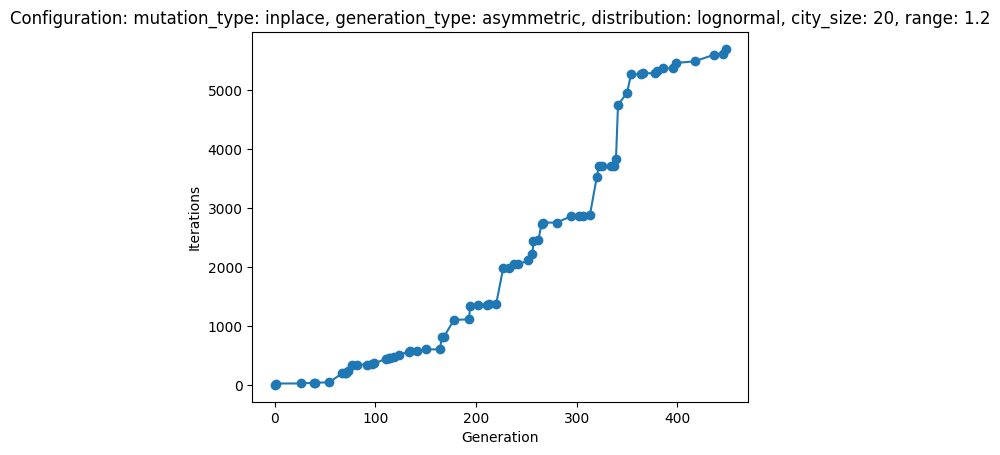 Configuration: mutation_type: inplace, generation_type: asymmetric, distribution: lognormal, city_size: 20, range: 1.2
Iterations
5000
4000
3000
2000
1000
0
0 100 200 300 400
Generation